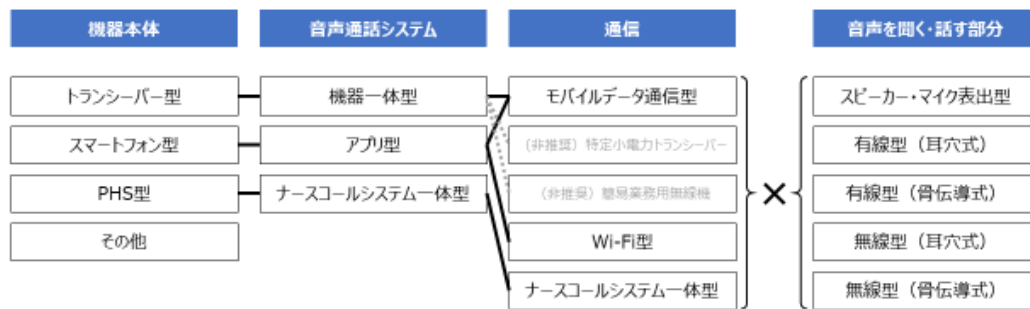 機器本体
音声通話システム
通信
音声を聞く・話す部分
トランシーバー型
機器一体型
モバイルデータ通信型
スピーカー・マイク表出型
スマートフォン型
アプリ型
（非推奨）特定小電力トランシーバー
有線型（耳穴式）
PHS型
ナースコールシステム一体型
（非推奨）簡易業務用無線機
×
有線型（骨伝導式）
その他
Wi-Fi型
無線型（耳穴式）
ナースコールシステム一体型
無線型（骨伝導式）